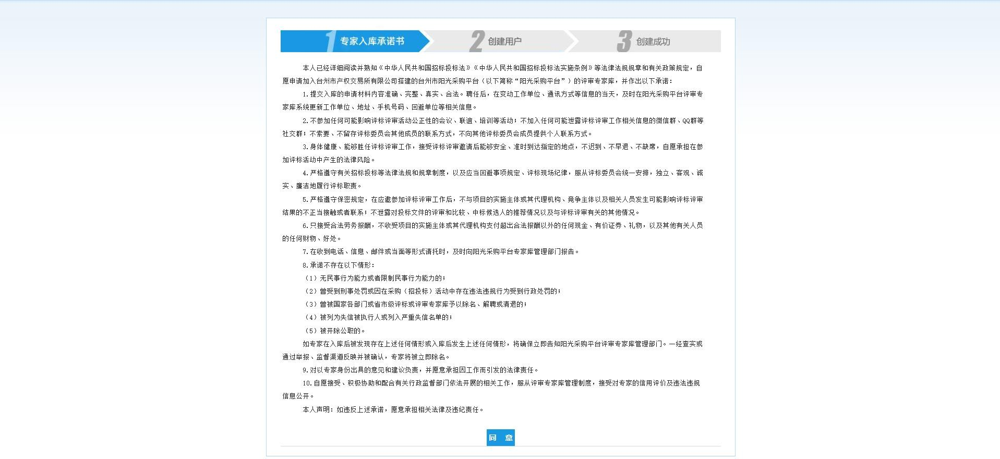 1 专家入库承诺书 2 创建用户 3 创建成功
本人已经详细阅读并熟知《中华人民共和国招标投标法》《中华人民共和国招标投标法实施条例》等法律法规规章和有关政策规定，自
愿申请加入台州市产权交易所有限公司搭建的台州市阳光采购平台（以下简称“阳光采购平台”）的评审专家库，并作出以下承诺：
1.提交入库的申请材料内容准确、完整、真实、合法。聘任后，在变动工作单位、通讯方式等信息的当天，及时在阳光采购平台评审专
家库系统更新工作单位、地址、手机号码、回避单位等相关信息。
2.不参加任何可能影响评标评审活动公正性的会议、联谊、培训等活动；不加入任何可能泄露评标评审工作相关信息的微信群、QQ群等
社交群；不索要、不留存评标委员会其他成员的联系方式，不向其他评标委员会成员提供个人联系方式。
3.身体健康、能够胜任评标评审工作，接受评标评审邀请后能够安全、准时到达指定的地点，不迟到、不早退、不缺席，自愿承担在参
加评标活动中产生的法律风险。
4.严格遵守有关招标投标等法律法规和规章制度，以及应当回避事项规定、评标现场纪律，服从评标委员会统一安排，独立、客观、诚
实、廉洁地履行评标职责。
5.严格遵守保密规定，在应邀参加评标评审工作后，不与项目的实施主体或其代理机构、竞争主体以及相关人员发生可能影响评标评审
结果的不正当接触或者联系；不泄露对投标文件的评审和比较、中标候选人的推荐情况以及与评标评审有关的其他情况。
6.只接受合法劳务报酬，不收受项目的实施主体或其代理机构支付超出合法报酬以外的任何现金、有价证券、礼物，以及其他有关人员
的任何财物、好处。
7.在收到电话、信息、邮件或当面等形式请托时，及时向阳光采购平台专家库管理部门报告。
8.承诺不存在以下情形：
（1）无民事行为能力或者限制民事行为能力的；
（2）曾受到刑事处罚或因在采购（招投标）活动中存在违法违规行为受到行政处罚的；
（3）曾被国家各部门或省市级评标或评审专家库予以除名、解聘或清退的；
（4）被列为失信被执行人或列入严重失信名单的；
（5）被开除公职的。
如专家在入库后被发现存在上述任何情形或入库后发生上述任何情形，将确保立即告知阳光采购平台评审专家库管理部门。一经查实或
通过举报、监督渠道反映并被确认，专家将被立即除名。
9.对以专家身份出具的意见和建议负责，并愿意承担因工作而引发的法律责任。
10.自愿接受、积极协助和配合有关行政监督部门依法开展的相关工作，服从评审专家库管理制度，接受对专家的信用评价及违法违规
信息公开。
本人声明：如违反上述承诺，愿意承担相关法律及违纪责任。
同 意